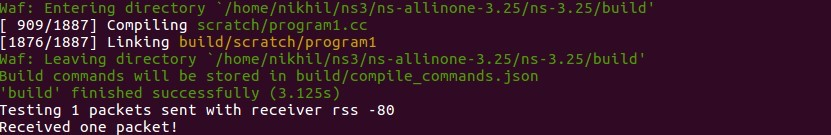 Waf: Entering directory `/home/nikhil/ns3/ns-allinone-3.25/ns-3.25/build'
[ 909/1887] Compiling scratch/program1.cc
[1876/1887] Linking build/scratch/program1
Waf: Leaving directory `/home/nikhil/ns3/ns-allinone-3.25/ns-3.25/build'
Build commands will be stored in build/compile_commands.json
'build' finished successfully (3.125s)
Testing 1 packets sent with receiver rss -80
Received one packet!